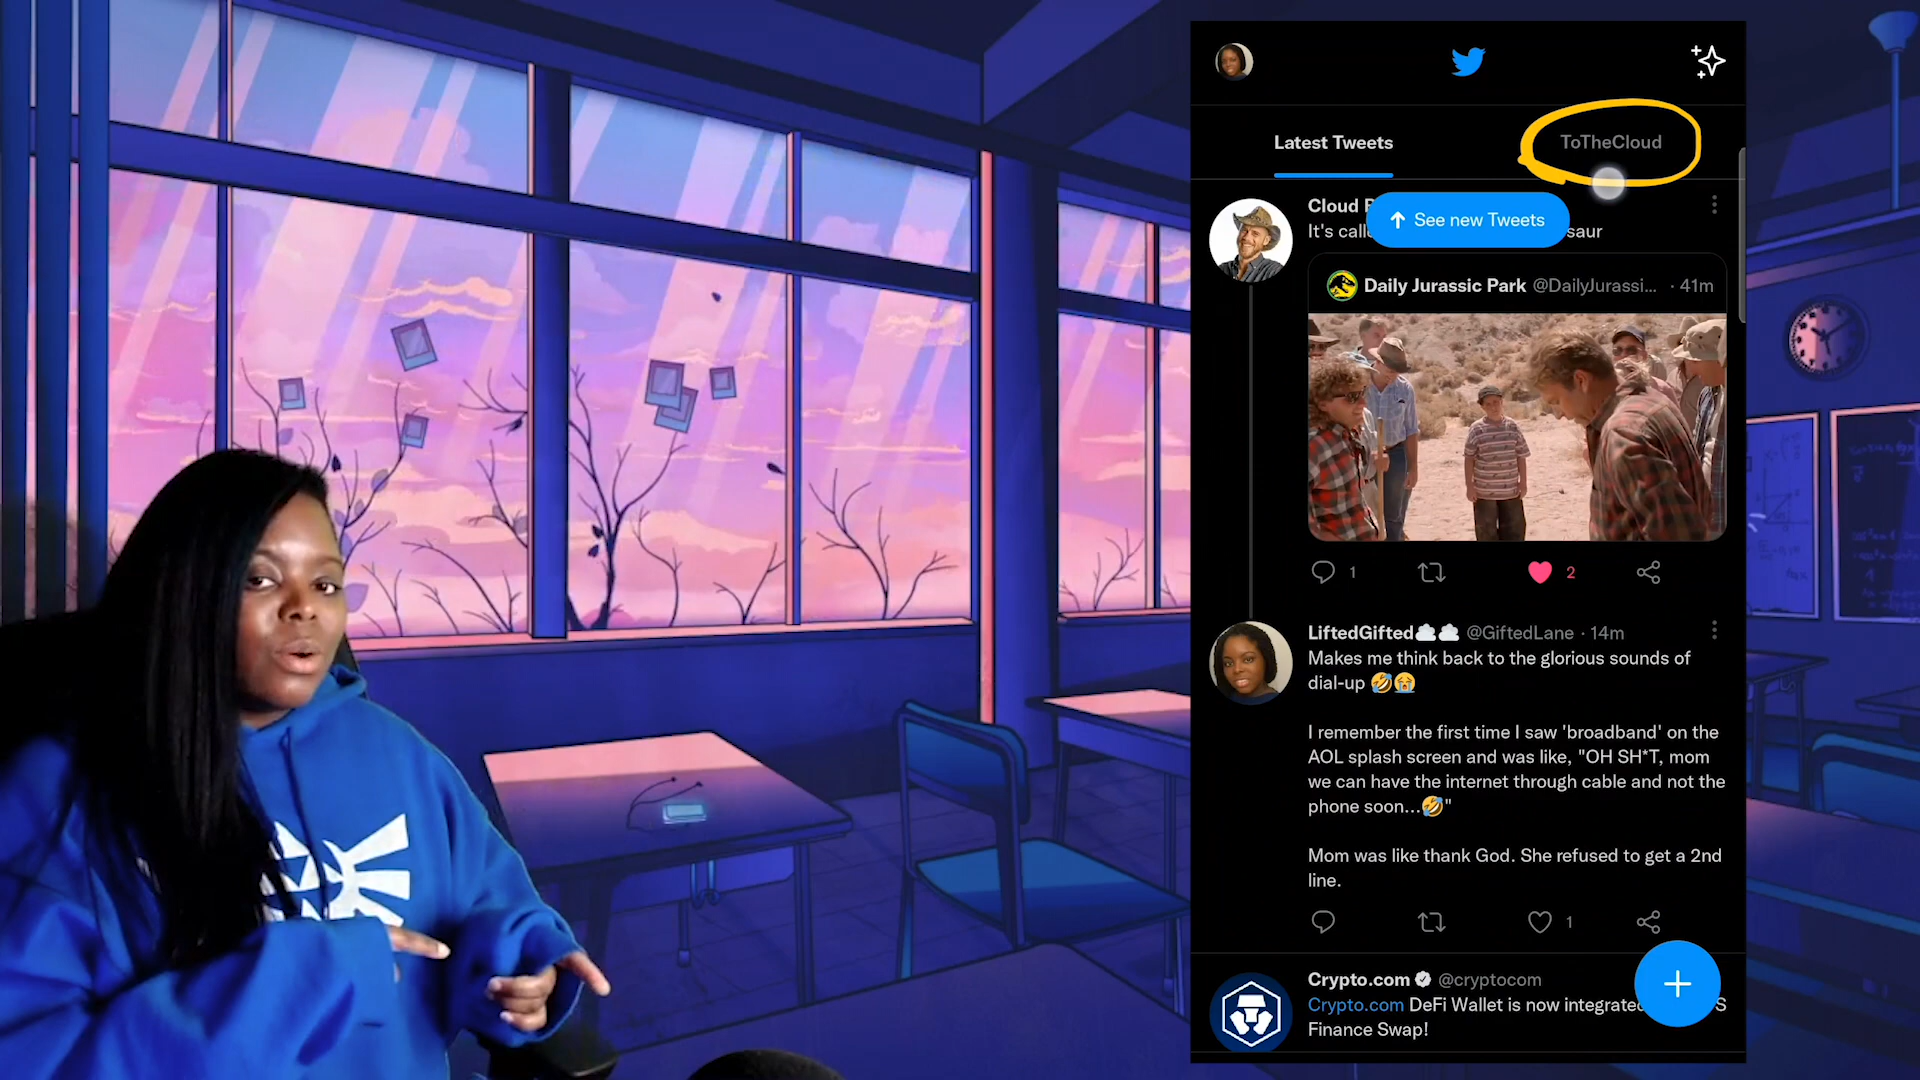 Latest Tweets
ToTheCloud
See new Tweets
Cloud
It's saur
Daily Jurassic Park @DailyJurassi... · 41m
1
2
LiftedGifted @GiftedLane · 14m
Makes me think back to the glorious sounds of
dial-up 🤣😭
I remember the first time I saw 'broadband' on the
AOL splash screen and was like, "OH SH*T, mom
we can have the internet through cable and not the
phone soon...🤣"
Mom was like thank God. She refused to get a 2nd
line.
1
Crypto.com @cryptocom
Crypto.com DeFi Wallet is now integrated S
Finance Swap!